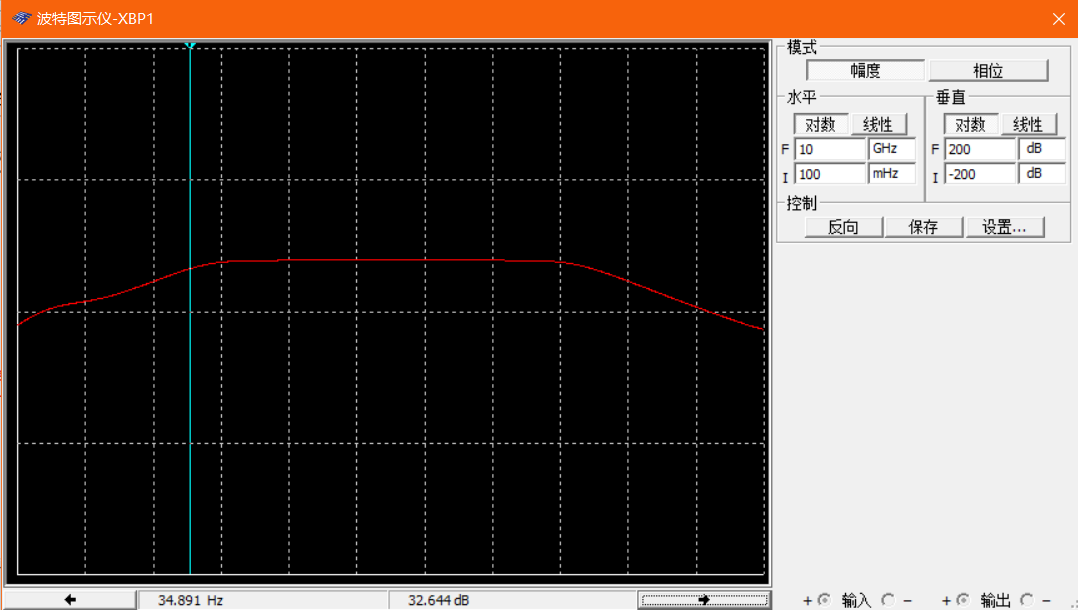 波特图示仪-XBP1
模式
幅度 相位
水平 垂直
对数 线性 对数 线性
F 10 GHz F 200 dB
I 100 mHz I -200 dB
控制
反向 保存 设置...
34.891 Hz 32.644 dB + 输入 − + 输出 −